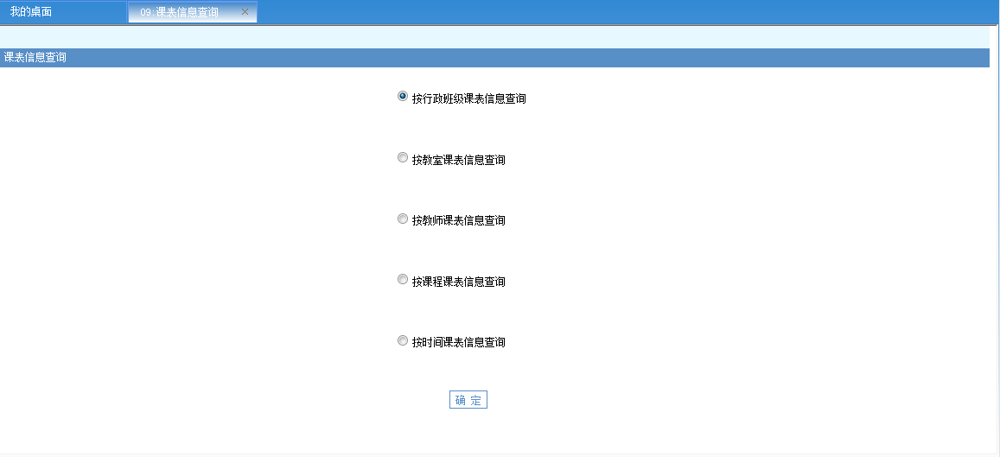 我的桌面
09:课表信息查询
课表信息查询
按行政班级课表信息查询
按教室课表信息查询
按教师课表信息查询
按课程课表信息查询
按时间课表信息查询
确 定